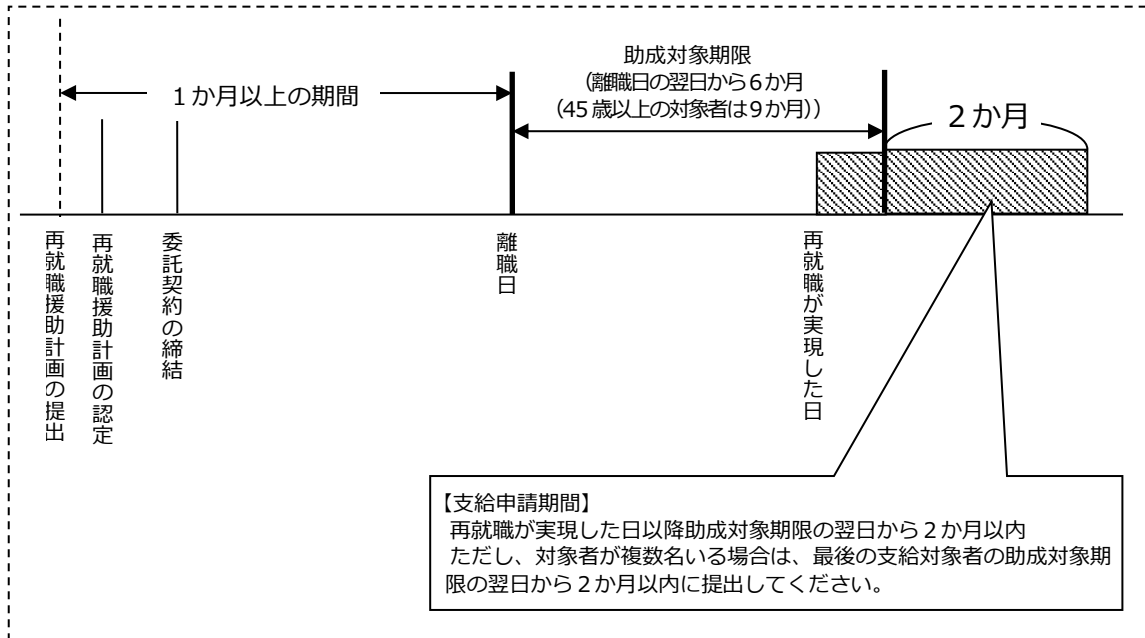 助成対象期限
(離職日の翌日から６か月
(45歳以上の対象者は９か月))
１か月以上の期間
２か月
再就職援助計画の提出
再就職援助計画の認定
委託契約の締結
離職日
再就職が実現した日
【支給申請期間】
再就職が実現した日以降助成対象期限の翌日から２か月以内
ただし、対象者が複数名いる場合は、最後の支給対象者の助成対象期
限の翌日から２か月以内に提出してください。